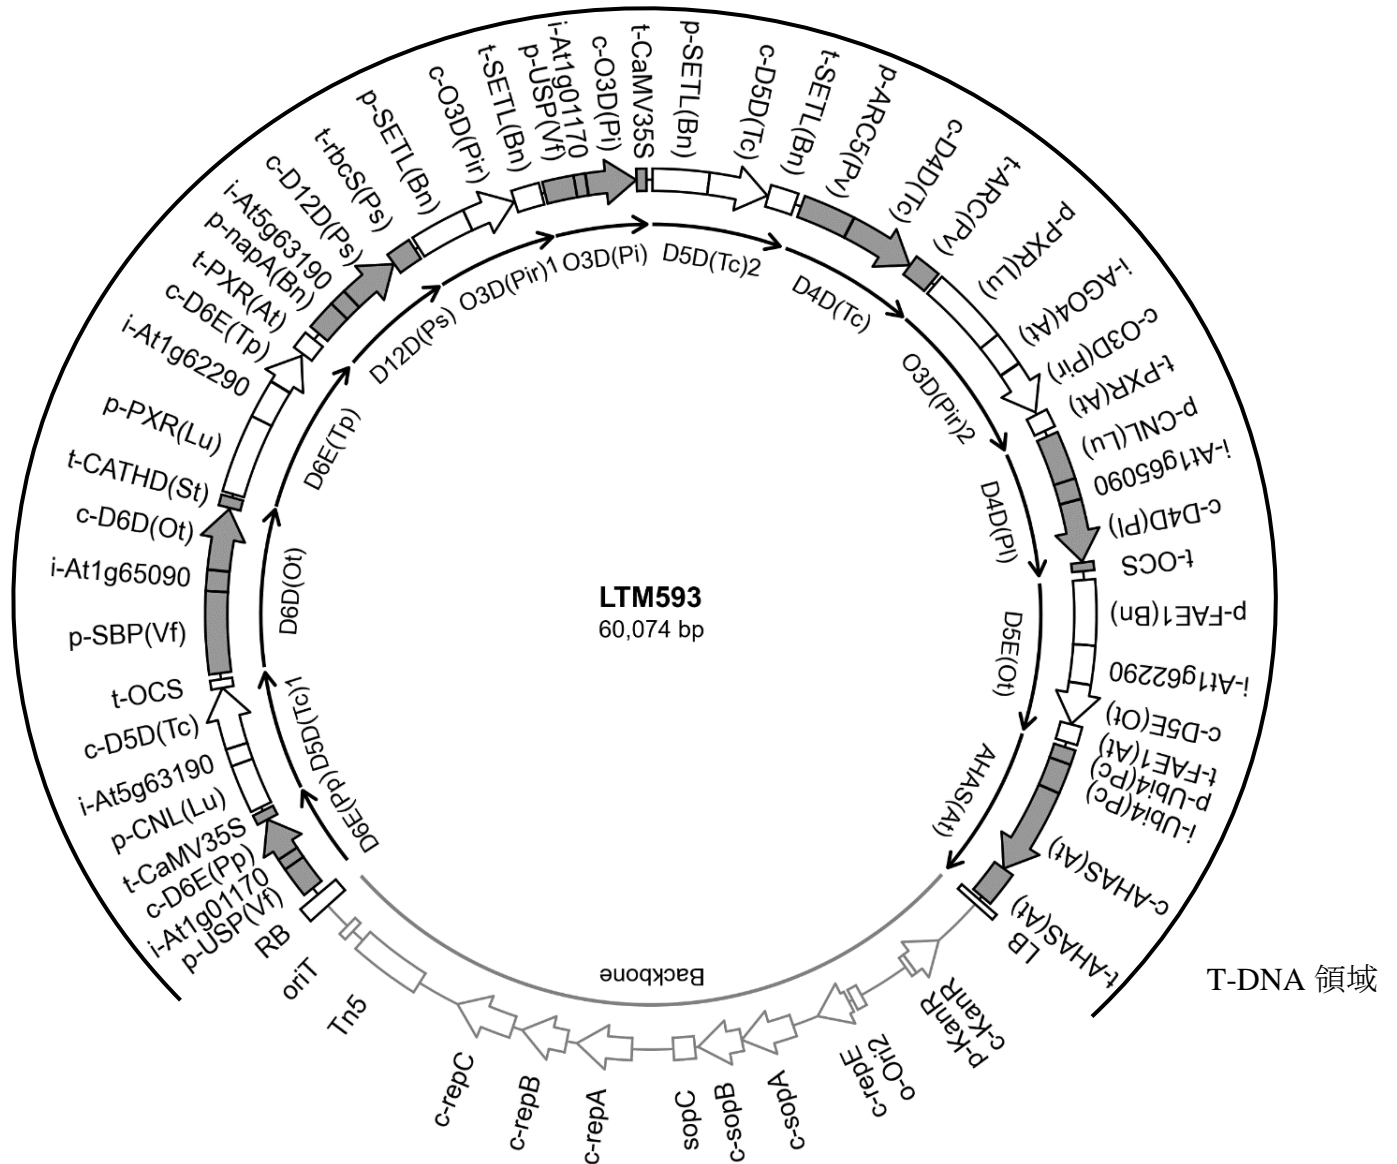 LTM593
60,074 bp
RB
p-USP(Vf)
i-At1g01170
c-D6E(Pp)
t-CaMV35S
p-CNL(Lu)
i-At5g63190
c-D5D(Tc)
t-OCS
p-SBP(Vf)
i-At1g65090
c-D6D(Ot)
t-CATHD(St)
p-PXR(Lu)
i-At1g62290
c-D6E(Tp)
t-PXR(At)
p-napA(Bn)
i-At5g63190
c-D12D(Ps)
t-rbcS(Ps)
p-SETL(Bn)
c-O3D(Pir)
t-SETL(Bn)
p-USP(Vf)
i-At1g01170
c-O3D(Pi)
t-CaMV35S
p-SETL(Bn)
c-D5D(Tc)
t-SETL(Bn)
p-ARC5(Pv)
c-D4D(Tc)
t-ARC(Pv)
p-PXR(Lu)
i-AGO4(At)
c-O3D(Pir)
t-PXR(At)
p-CNL(Lu)
i-At1g65090
c-D4D(Pl)
t-OCS
p-FAE1(Bn)
i-At1g62290
c-D5E(Ot)
t-FAE1(At)
p-Ubi4(Pc)
i-Ubi4(Pc)
c-AHAS(At)
t-AHAS(At)
LB
c-KanR
p-KanR
o-Ori2
c-repE
c-sopA
c-sopB
sopC
c-repA
c-repB
c-repC
Tn5
oriT
D6E(Pp)
D5D(Tc)1
D6D(Ot)
D6E(Tp)
D12D(Ps)
O3D(Pir)1
O3D(Pi)
D5D(Tc)2
D4D(Tc)
O3D(Pir)2
D4D(Pl)
D5E(Ot)
AHAS(At)
Backbone
T-DNA 領域